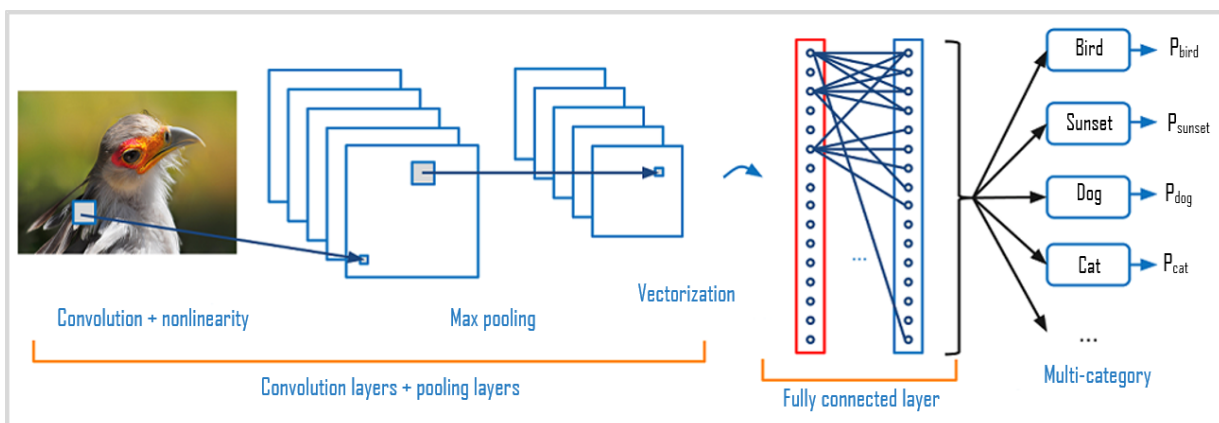 Bird
P_bird
Sunset
P_sunset
Dog
P_dog
Cat
P_cat
...
...
Vectorization
Convolution + nonlinearity
Max pooling
Convolution layers + pooling layers
Fully connected layer
Multi-category